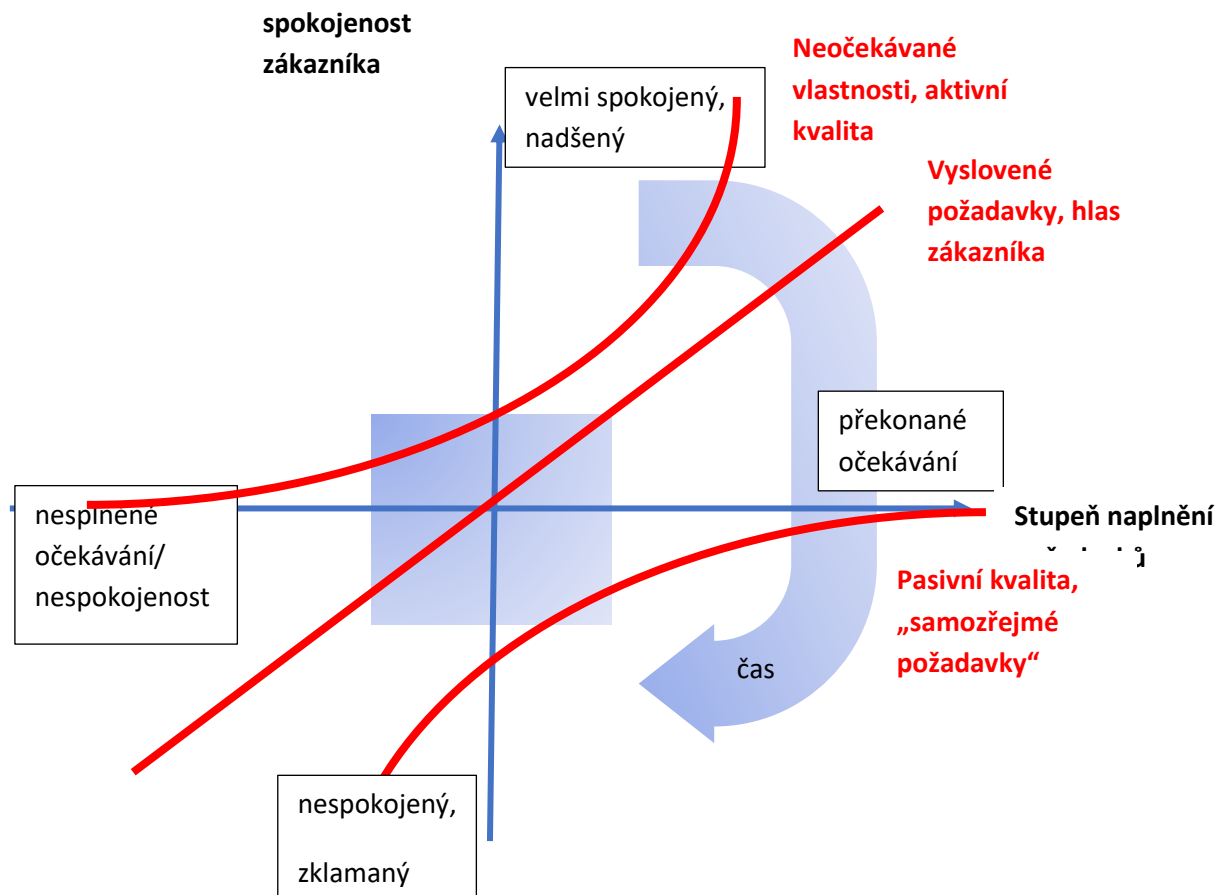 spokojenost
zákazníka
velmi spokojený,
nadšený
Neočekávané
vlastnosti, aktivní
kvalita
Vyslovené
požadavky, hlas
zákazníka
překonané
očekávání
nesplněné
očekávání/
nespokojenost
Stupeň naplnění
Pasivní kvalita,
„samozřejmé
požadavky“
čas
nespokojený,
zklamaný